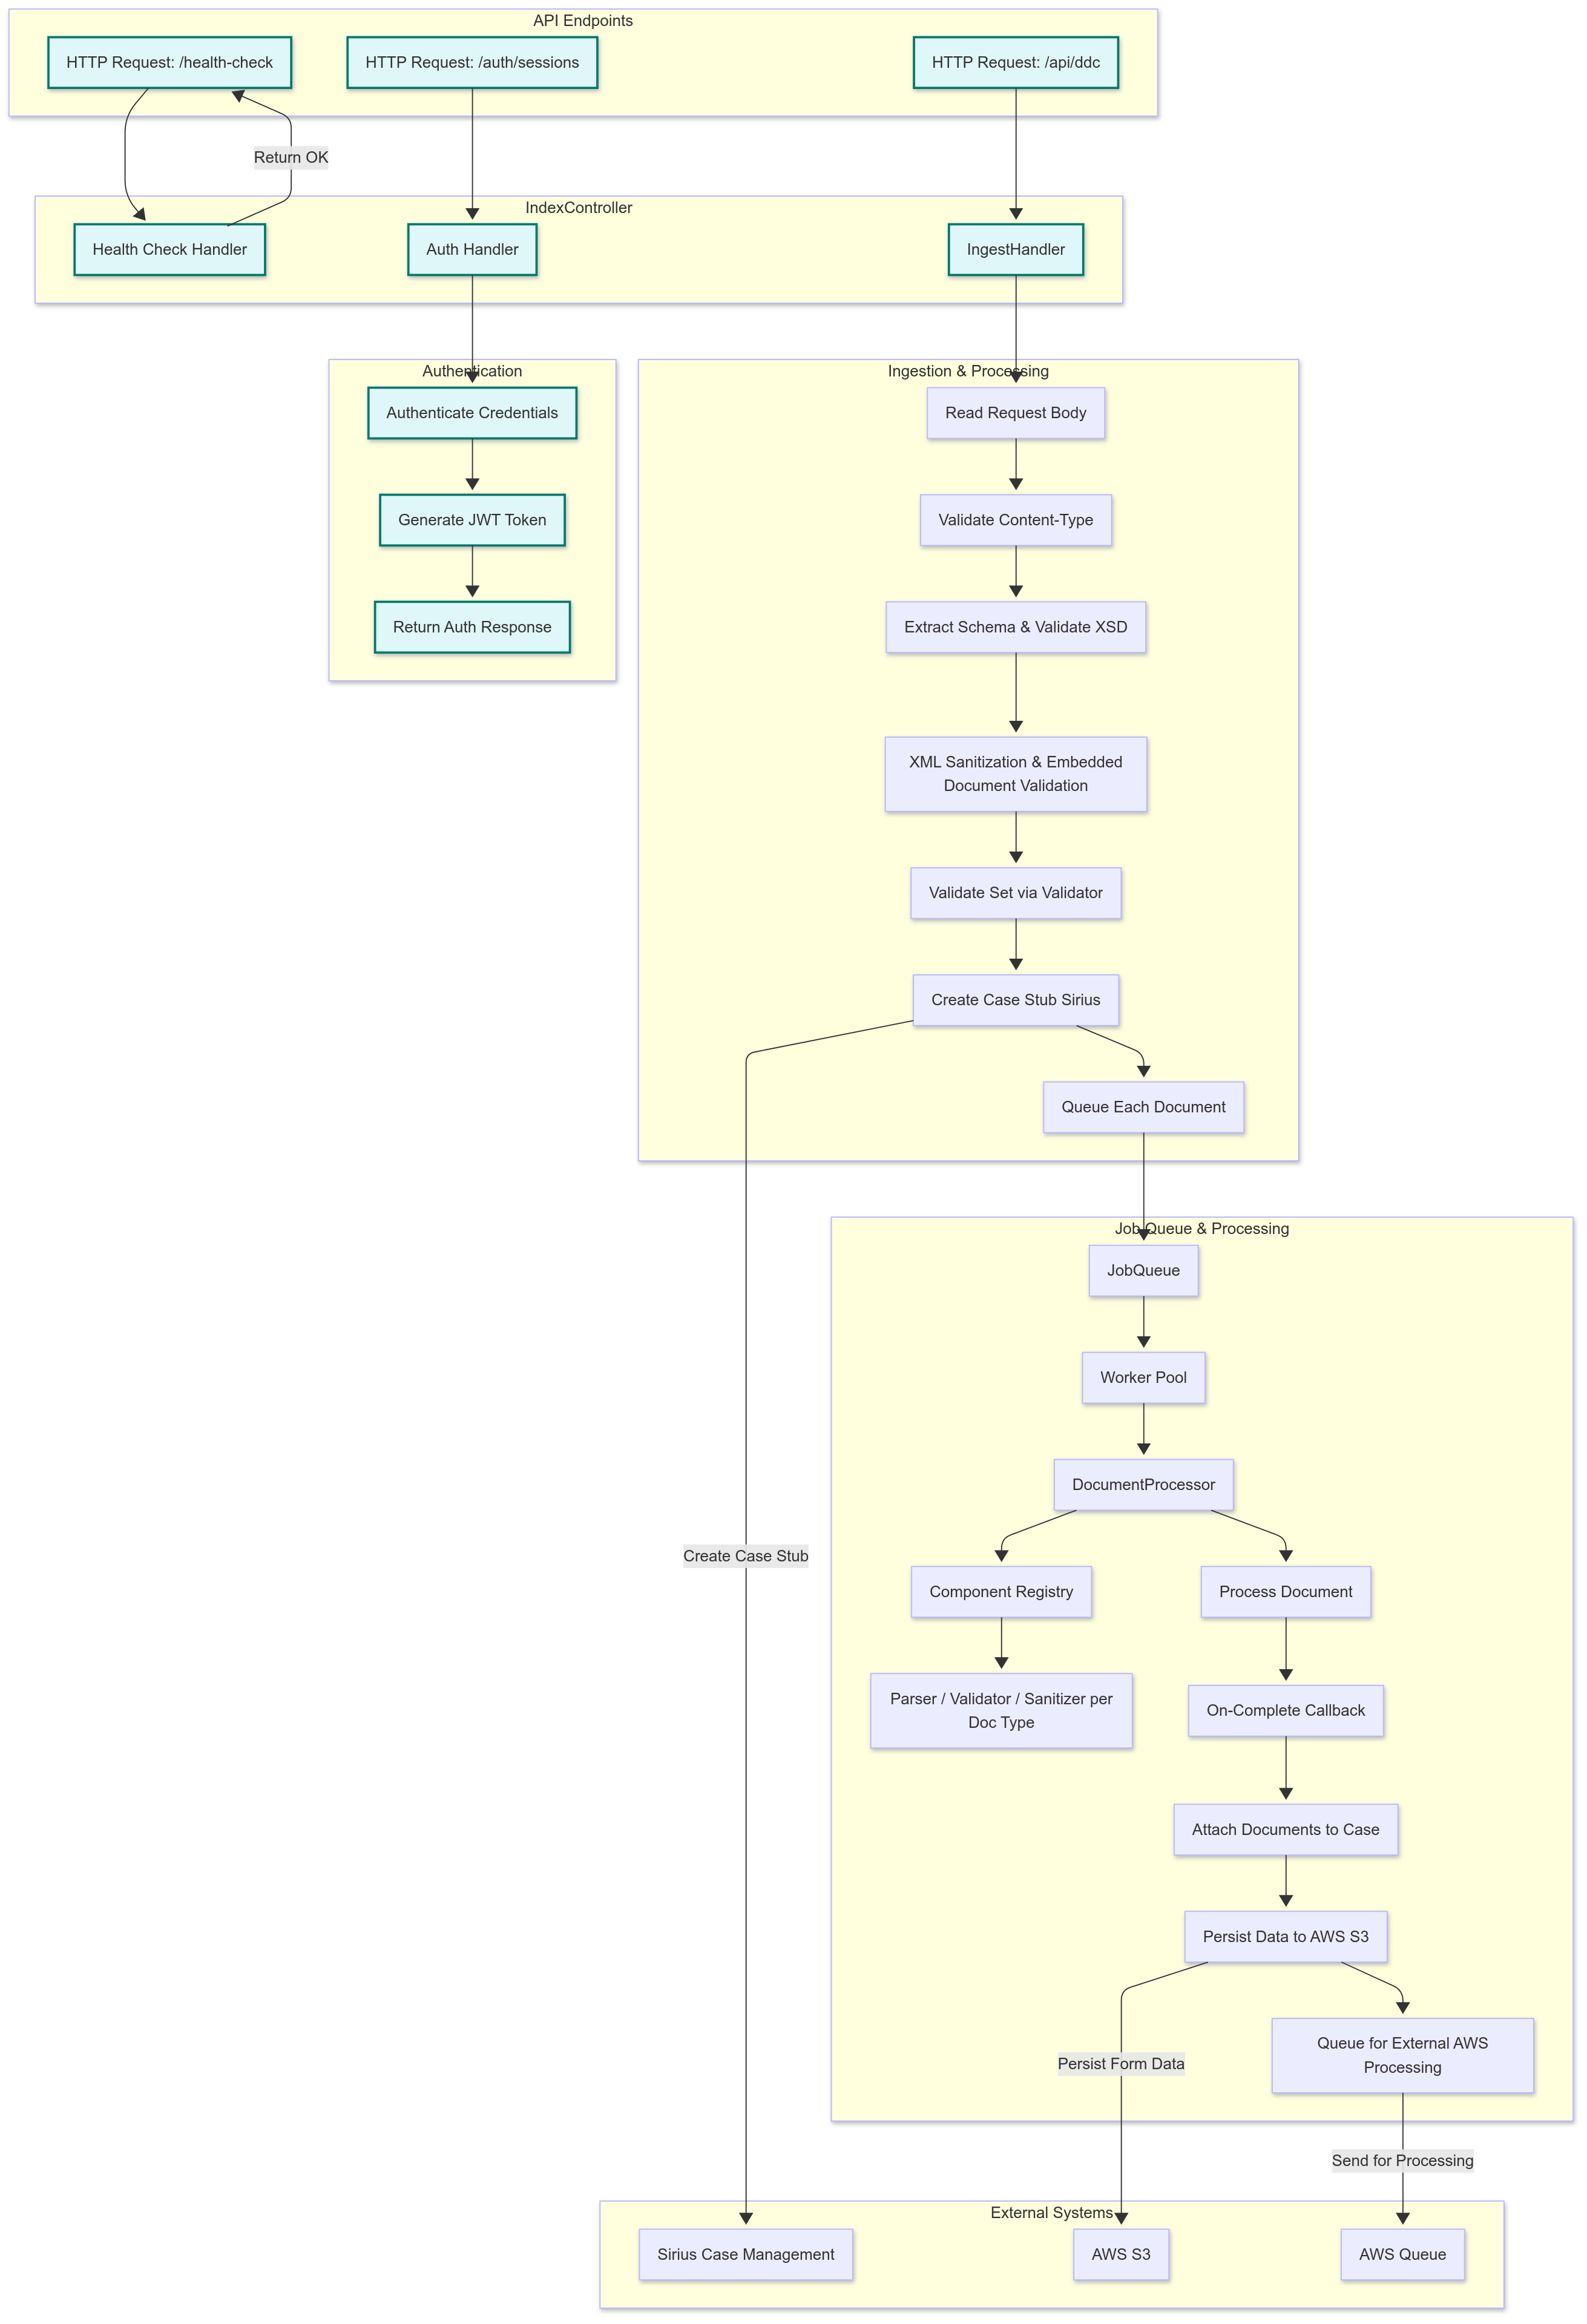 API Endpoints
HTTP Request: /health-check
HTTP Request: /auth/sessions
HTTP Request: /api/ddc
Return OK
IndexController
Health Check Handler
Auth Handler
IngestHandler
Authentication
Authenticate Credentials
Generate JWT Token
Return Auth Response
Ingestion & Processing
Read Request Body
Validate Content-Type
Extract Schema & Validate XSD
XML Sanitization & Embedded
Document Validation
Validate Set via Validator
Create Case Stub Sirius
Queue Each Document
Job Queue & Processing
JobQueue
Worker Pool
DocumentProcessor
Create Case Stub
Component Registry
Process Document
Parser / Validator / Sanitizer per
Doc Type
On-Complete Callback
Attach Documents to Case
Persist Data to AWS S3
Persist Form Data
Queue for External AWS
Processing
Send for Processing
External Systems
Sirius Case Management
AWS S3
AWS Queue